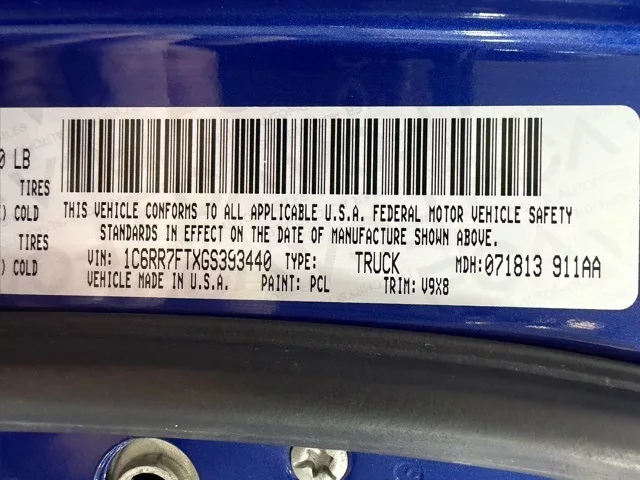 0 LB
TIRES
) COLD
TIRES
) COLD
THIS VEHICLE CONFORMS TO ALL APPLICABLE U.S.A. FEDERAL MOTOR VEHICLE SAFETY
STANDARDS IN EFFECT ON THE DATE OF MANUFACTURE SHOWN ABOVE.
VIN: 1C6RR7FTXGS393440 TYPE: TRUCK MDH:071813 911AA
VEHICLE MADE IN U.S.A. PAINT: PCL TRIM: V9X8